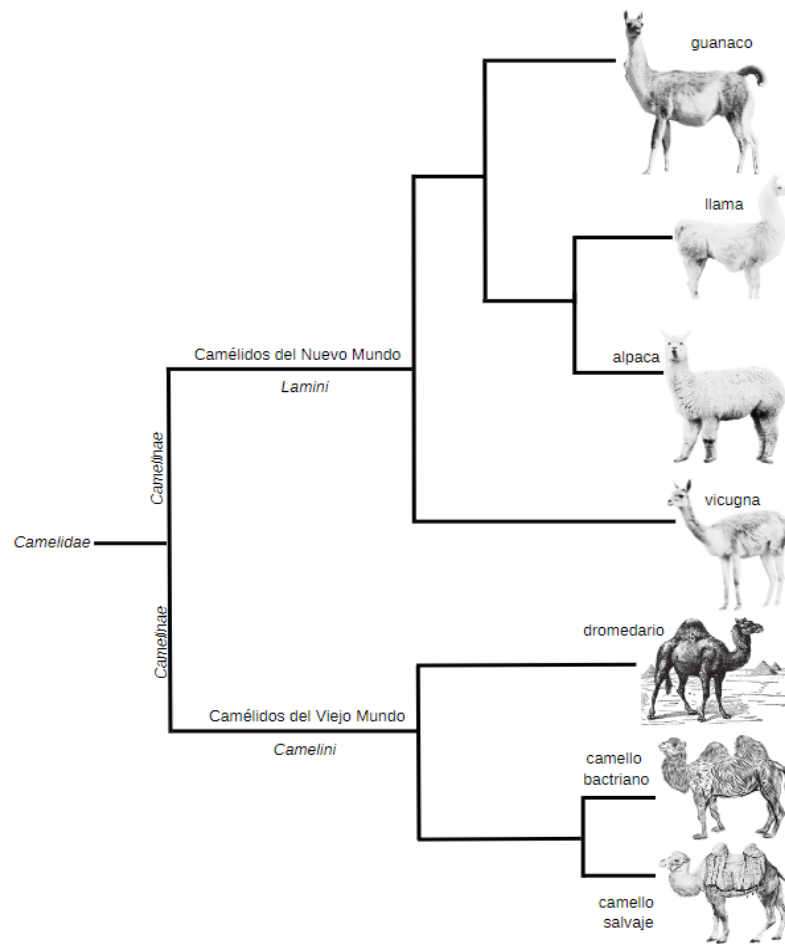 guanaco
llama
Camélidos del Nuevo Mundo
alpaca
Lamini
Camelinae
vicugna
Camelidae
Camelinae
dromedario
Camélidos del Viejo Mundo
Camelini
camello
bactriano
camello
salvaje